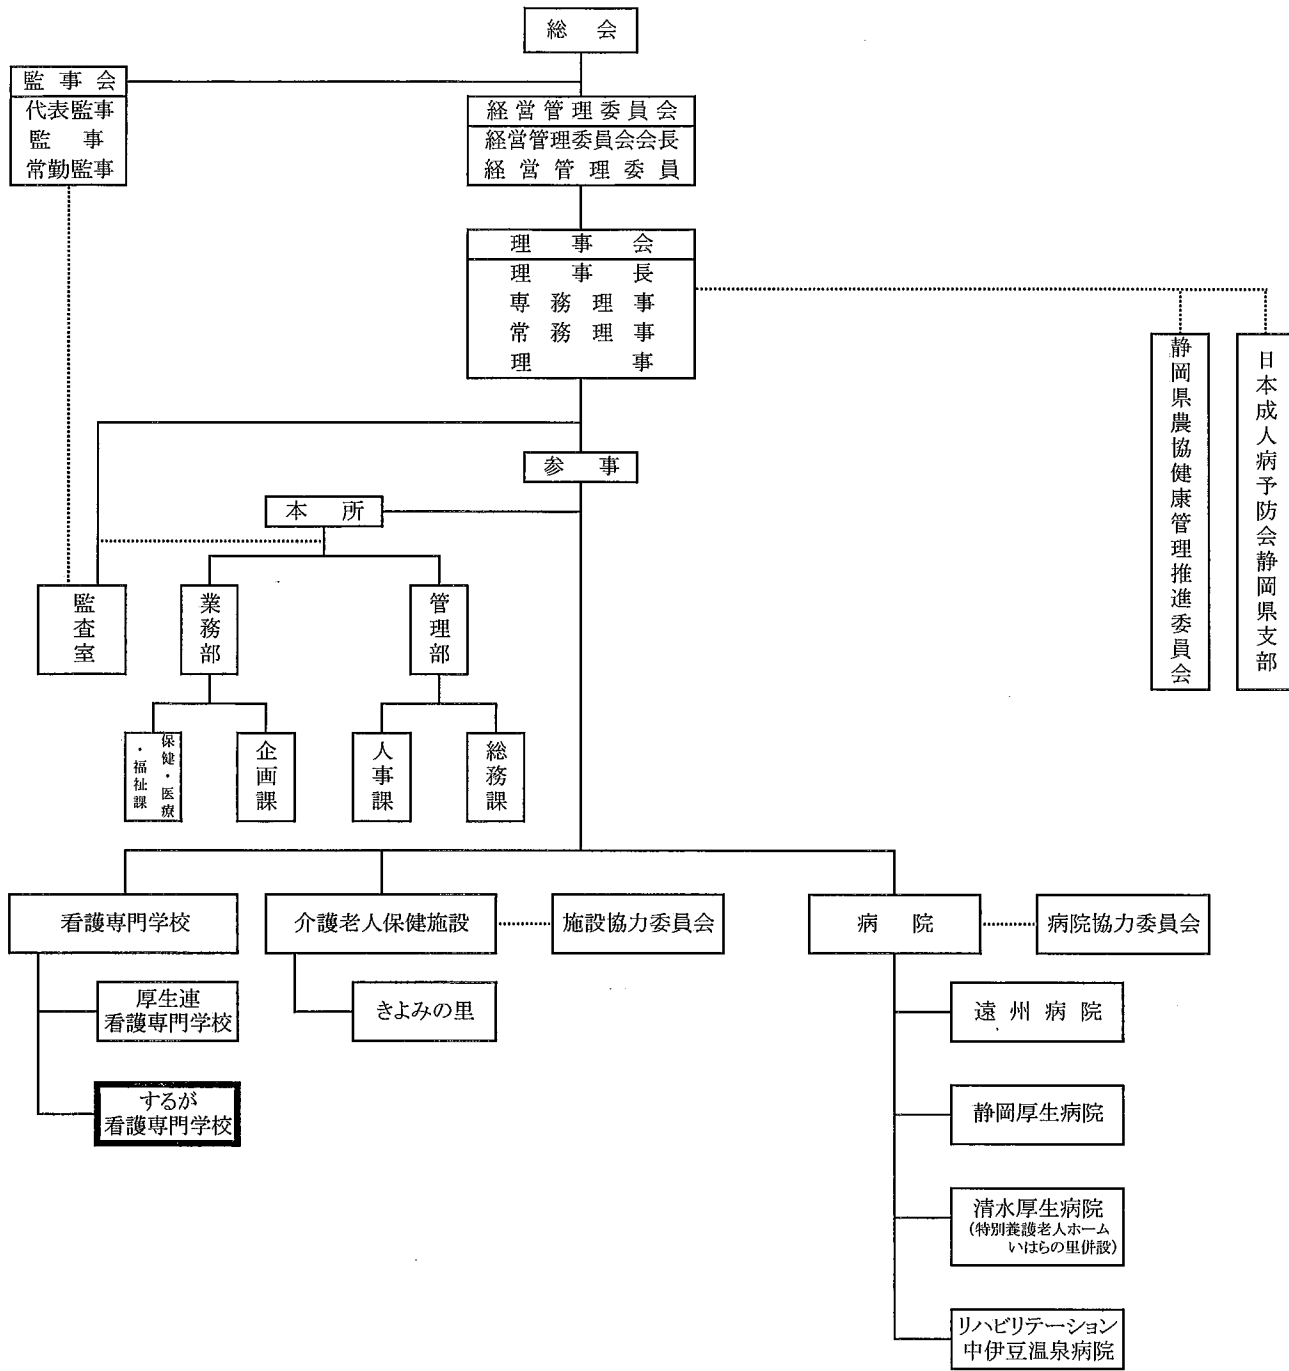 総会
監事会
代表監事
監事
常勤監事
経営管理委員会
経営管理委員会会長
経営管理委員
理事会
理事長
専務理事
常務理事
理事
静岡県農協健康管理推進委員会
日本成人病予防会静岡県支部
参事
本所
監査室
業務部
管理部
保健・医療
・福祉課
企画課
人事課
総務課
看護専門学校
介護老人保健施設
施設協力委員会
病院
病院協力委員会
厚生連
看護専門学校
きよみの里
遠州病院
するが
看護専門学校
静岡厚生病院
清水厚生病院
(特別養護老人ホーム
いはらの里併設)
リハビリテーション
中伊豆温泉病院